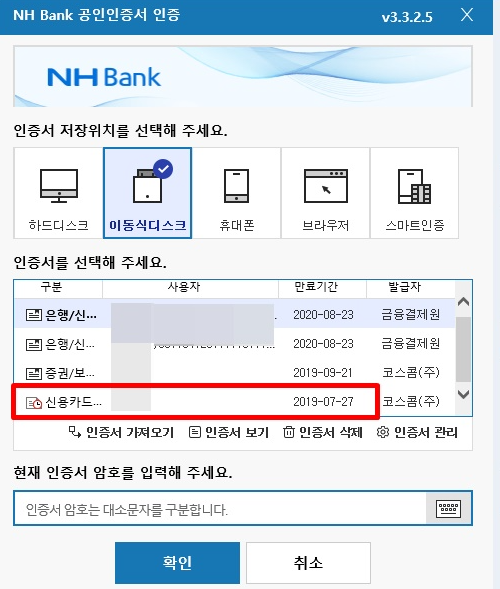 NH Bank 공인인증서 인증 v3.3.2.5
NH Bank
인증서 저장위치를 선택해 주세요.
하드디스크 이동식디스크 휴대폰 브라우저 스마트인증
인증서를 선택해 주세요.
구분 사용자 만료기간 발급자
은행/신... 2020-08-23 금융결제원
은행/신... 2020-08-23 금융결제원
증권/보... 2019-09-21 코스콤(주)
신용카드... 2019-07-27 코스콤(주)
인증서 가져오기 인증서 보기 인증서 삭제 인증서 관리
현재 인증서 암호를 입력해 주세요.
인증서 암호는 대소문자를 구분합니다.
확인 취소